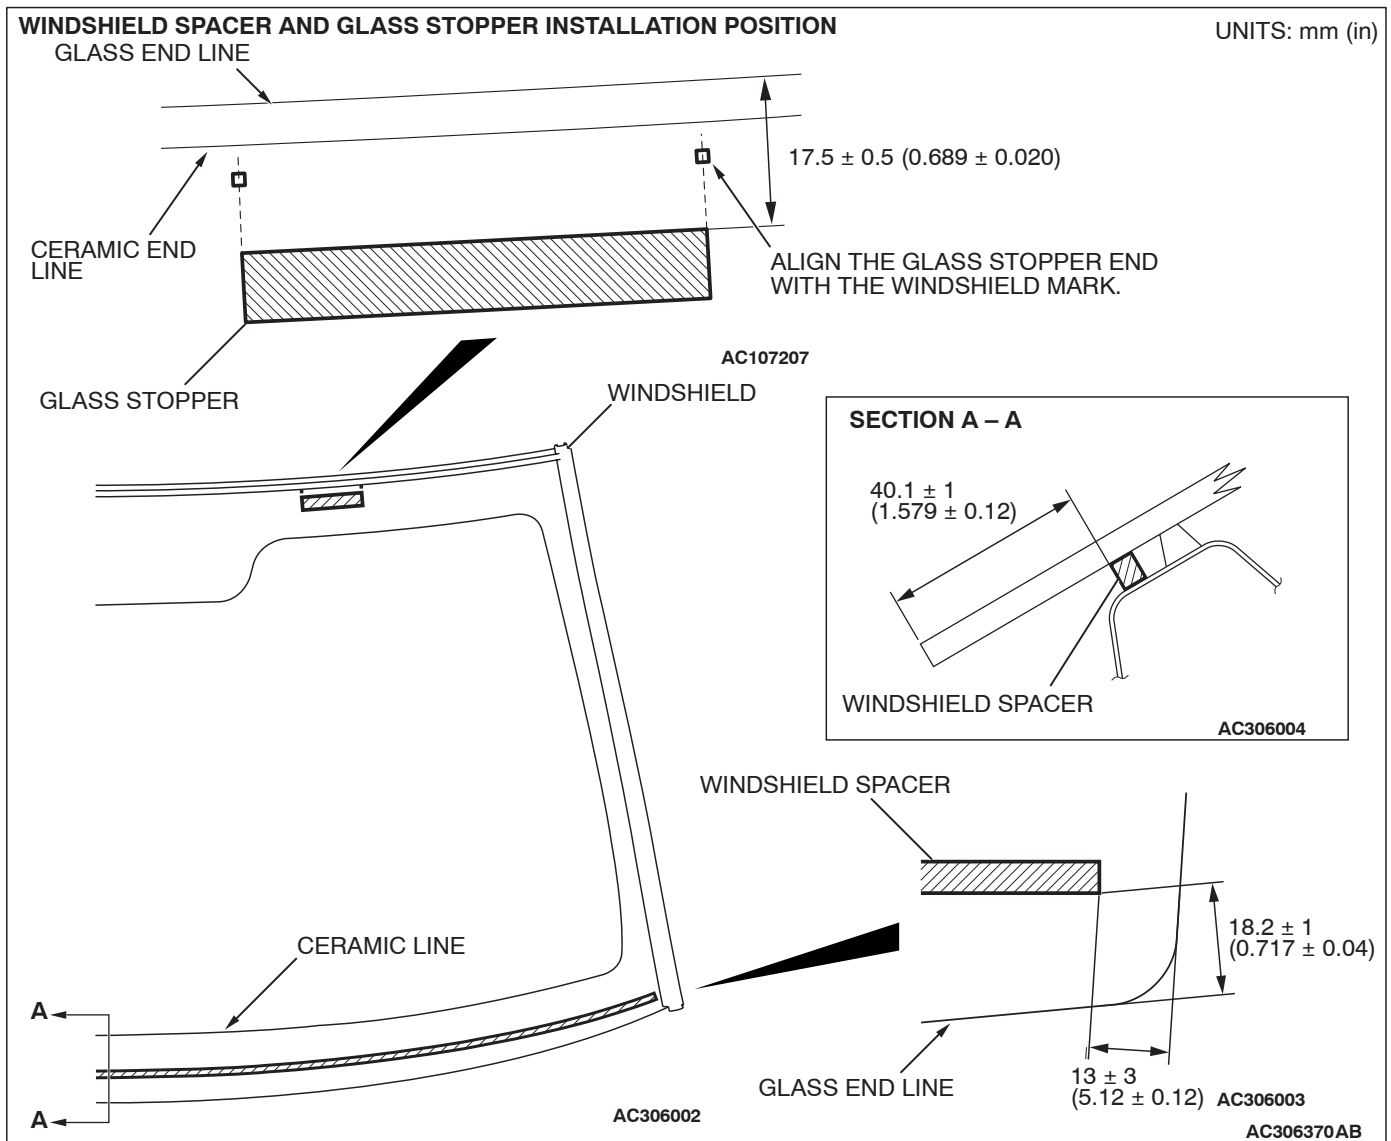 WINDSHIELD SPACER AND GLASS STOPPER INSTALLATION POSITION
UNITS: mm (in)
GLASS END LINE
17.5 ± 0.5 (0.689 ± 0.020)
CERAMIC END
LINE
ALIGN THE GLASS STOPPER END
WITH THE WINDSHIELD MARK.
AC107207
GLASS STOPPER
WINDSHIELD
SECTION A – A
40.1 ± 1
(1.579 ± 0.12)
WINDSHIELD SPACER
AC306004
WINDSHIELD SPACER
18.2 ± 1
(0.717 ± 0.04)
CERAMIC LINE
A
A
GLASS END LINE
13 ± 3
(5.12 ± 0.12)
AC306003
AC306002
AC306370AB